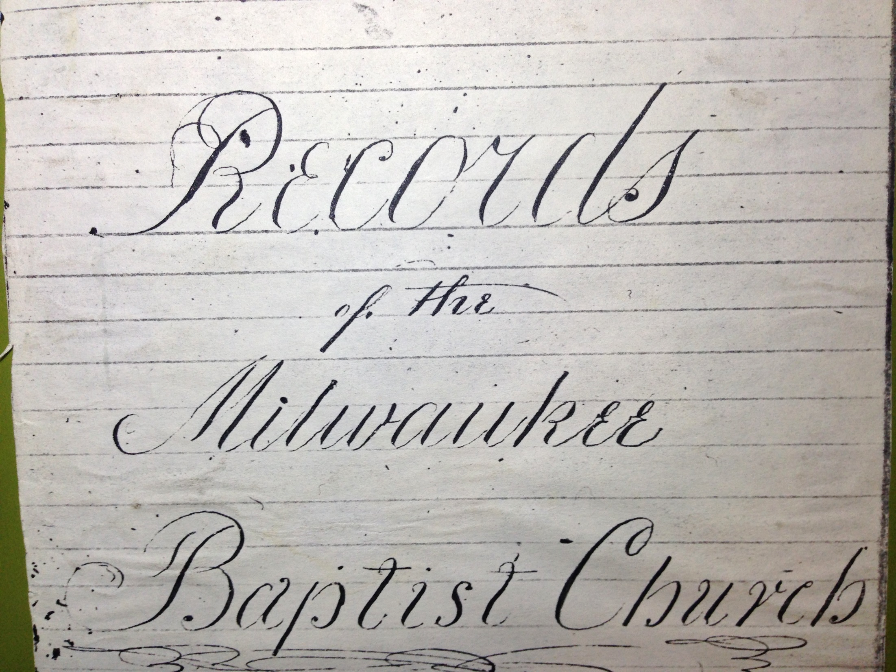 Records
of the
Milwaukee
Baptist Church